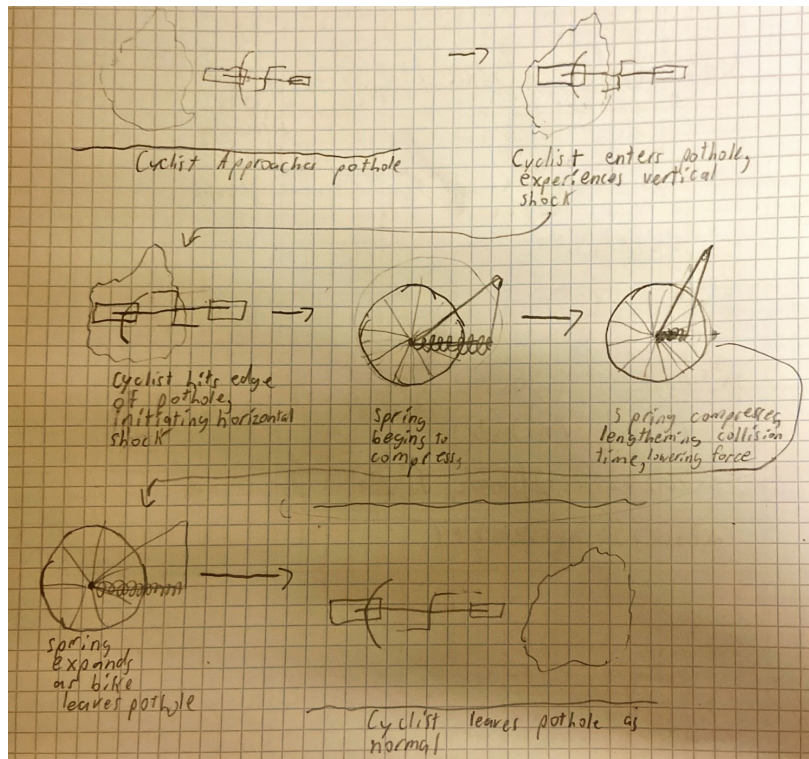 Cyclist Approaches pothole
Cyclist enters pothole,
experiences vertical
shock
Cyclist hits edge
of pothole,
initiating horizontal
shock
Spring
begins to
compress,
Spring compresses,
lengthening collision
time, lowering force
Spring
expands
as bike
leaves pothole
Cyclist leaves pothole as
normal